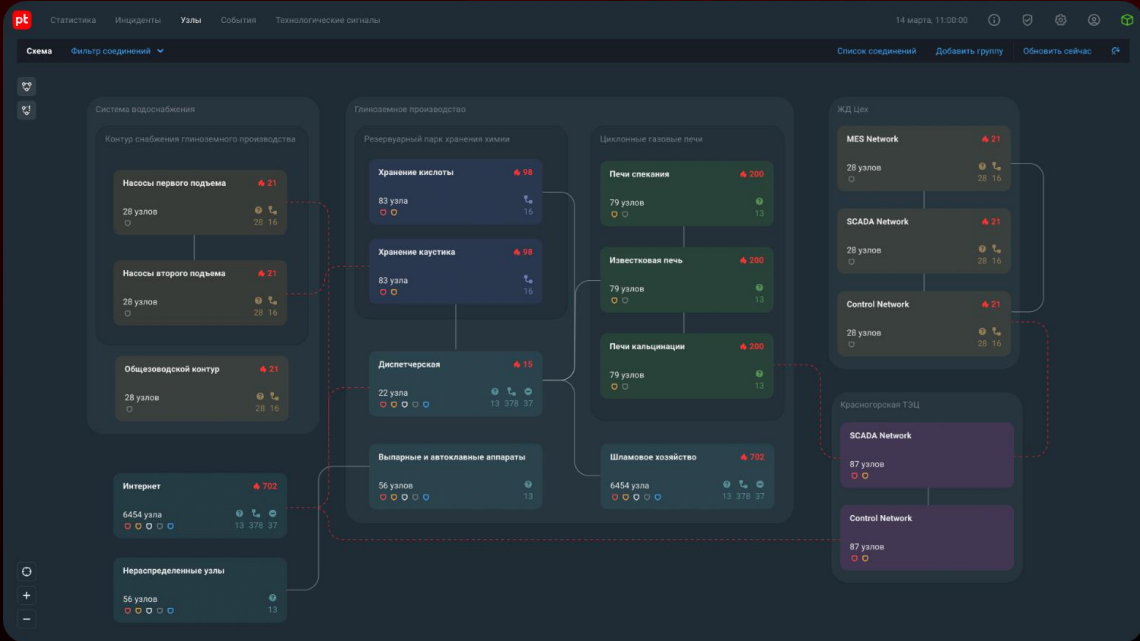 pt Статистика Инциденты Узлы События Технологические сигналы 14 марта, 11:00:00
Схема Фильтр соединений Список соединений Добавить группу Обновить сейчас
Система водоснабжения
Контур снабжения глиноземного производства
Насосы первого подъема 21
28 узлов
28 16
Насосы второго подъема 21
28 узлов
28 16
Общезоводской контур 21
28 узлов
28 16
Интернет 702
6454 узла
13 378 37
Нераспределенные узлы
56 узлов
13
Глиноземное производство
Резервуарный парк хранения химии
Хранение кислоты 98
83 узла
16
Хранение каустика 98
83 узла
16
Диспетчерская 15
22 узла
13 378 37
Выпарные и автоклавные аппараты
56 узлов
13
Циклонные газовые печи
Печи спекания 200
79 узлов
13
Известковая печь 200
79 узлов
13
Печи кальцинации 200
79 узлов
13
Шламовое хозяйство 702
6454 узла
13 378 37
ЖД Цех
MES Network 21
28 узлов
28 16
SCADA Network 21
28 узлов
28 16
Control Network 21
28 узлов
28 16
Красногорская ТЭЦ
SCADA Network
87 узлов
Control Network
87 узлов